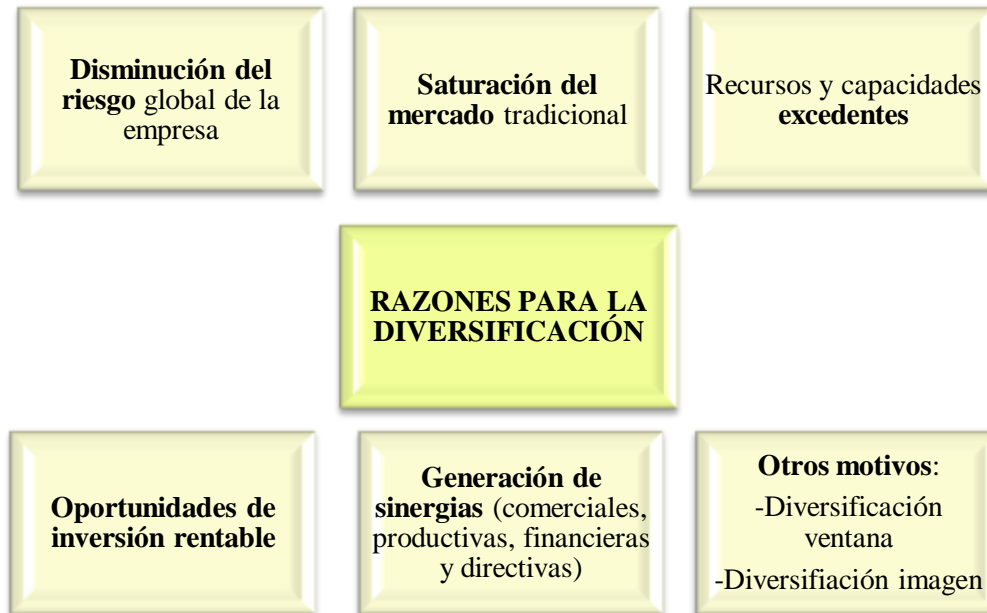 Disminución del
riesgo global de la
empresa
Saturación del
mercado tradicional
Recursos y capacidades
excedentes
RAZONES PARA LA
DIVERSIFICACIÓN
Oportunidades de
inversión rentable
Generación de
sinergias (comerciales,
productivas, financieras
y directivas)
Otros motivos:
-Diversificación
ventana
-Diversifiación imagen